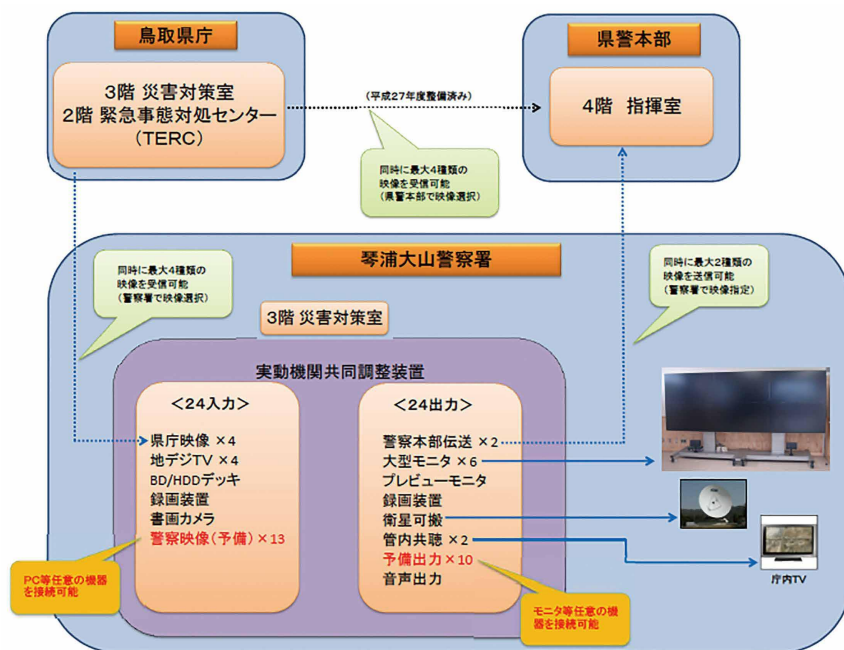 鳥取県庁
3階 災害対策室
2階 緊急事態対処センター
(TERC)
(平成27年度整備済み)
県警本部
4階 指揮室
同時に最大4種類の
映像を受信可能
(県警本部で映像選択)
琴浦大山警察署
同時に最大4種類の
映像を受信可能
(警察署で映像選択)
同時に最大2種類の
映像を送信可能
(警察署で映像指定)
3階 災害対策室
実動機関共同調整装置
<24入力>
県庁映像 ×4
地デジTV ×4
BD/HDDデッキ
録画装置
書画カメラ
警察映像(予備)×13
PC等任意の機器
を接続可能
<24出力>
警察本部伝送 ×2
大型モニタ ×6
プレビューモニタ
録画装置
衛星可搬
管内共聴 ×2
予備出力×10
音声出力
モニタ等任意の機
器を接続可能
庁内TV